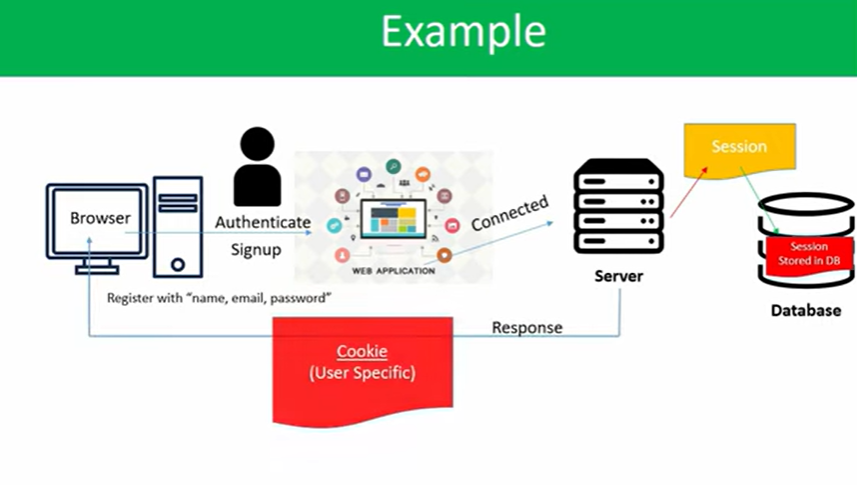 Example
Browser
Authenticate
Signup
WEB APPLICATION
Connected
Server
Session
Session
Stored in DB
Database
Register with “name, email, password”
Response
Cookie
(User Specific)